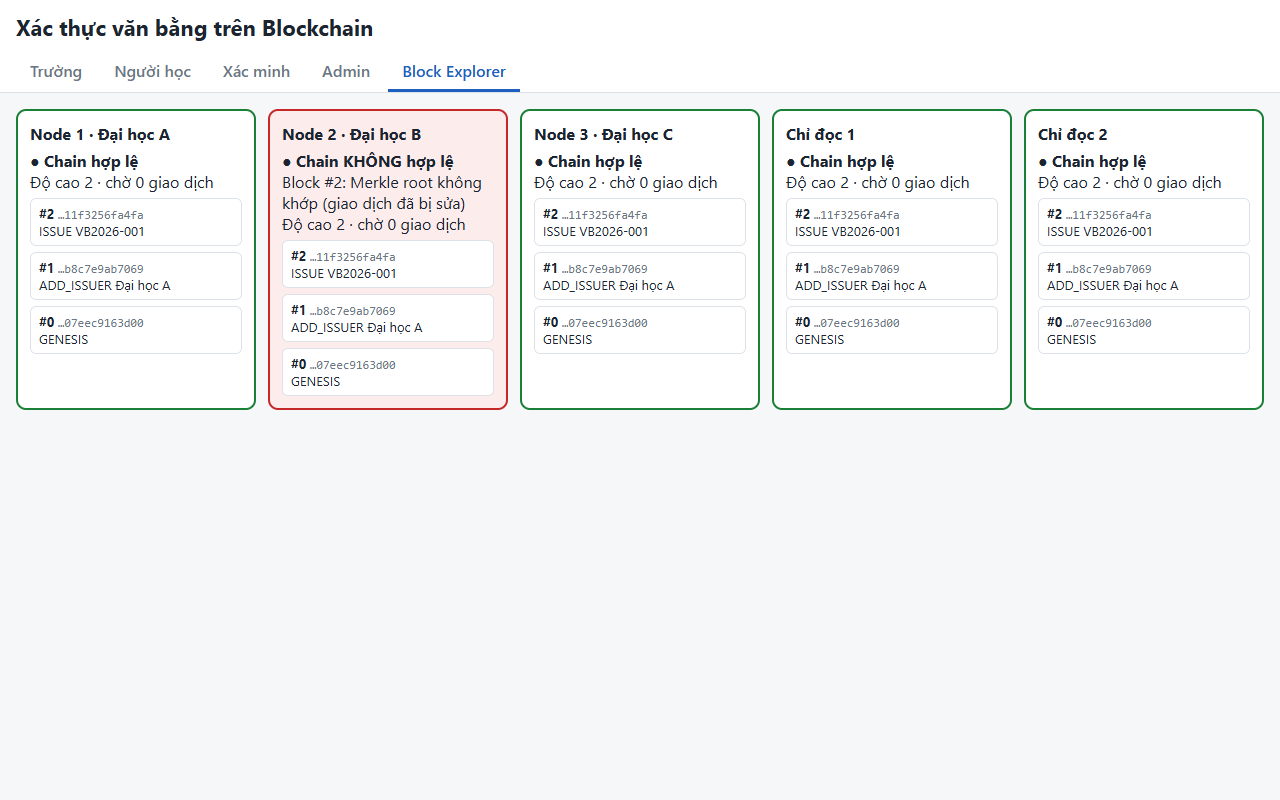 Xác thực văn bằng trên Blockchain
Trường
Người học
Xác minh
Admin
Block Explorer
Node 1 · Đại học A
● Chain hợp lệ
Độ cao 2 · chờ 0 giao dịch
#2 …11f3256fa4fa
ISSUE VB2026-001
#1 …b8c7e9ab7069
ADD_ISSUER Đại học A
#0 …07eec9163d00
GENESIS
Node 2 · Đại học B
● Chain KHÔNG hợp lệ
Block #2: Merkle root không
khớp (giao dịch đã bị sửa)
Độ cao 2 · chờ 0 giao dịch
#2 …11f3256fa4fa
ISSUE VB2026-001
#1 …b8c7e9ab7069
ADD_ISSUER Đại học A
#0 …07eec9163d00
GENESIS
Node 3 · Đại học C
● Chain hợp lệ
Độ cao 2 · chờ 0 giao dịch
#2 …11f3256fa4fa
ISSUE VB2026-001
#1 …b8c7e9ab7069
ADD_ISSUER Đại học A
#0 …07eec9163d00
GENESIS
Chỉ đọc 1
● Chain hợp lệ
Độ cao 2 · chờ 0 giao dịch
#2 …11f3256fa4fa
ISSUE VB2026-001
#1 …b8c7e9ab7069
ADD_ISSUER Đại học A
#0 …07eec9163d00
GENESIS
Chỉ đọc 2
● Chain hợp lệ
Độ cao 2 · chờ 0 giao dịch
#2 …11f3256fa4fa
ISSUE VB2026-001
#1 …b8c7e9ab7069
ADD_ISSUER Đại học A
#0 …07eec9163d00
GENESIS